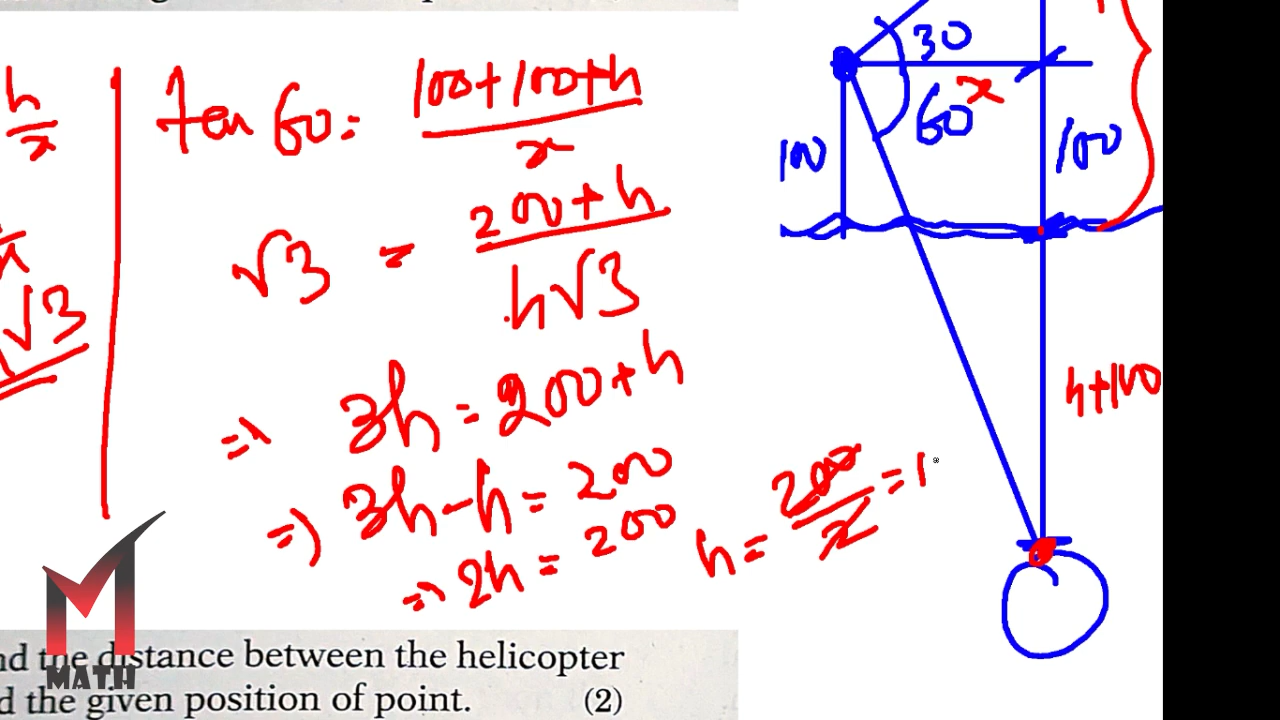 h/x
tan 60 = (100+100+h)/x
√3 = (200+h)/(h√3)
√3
⇒ 3h = 200+h
⇒ 3h-h = 200
⇒ 2h = 200
h = 200/2 = 1
30
60
x
100
100
h+100
M
MATH
nd the distance between the helicopter
d the given position of point. (2)